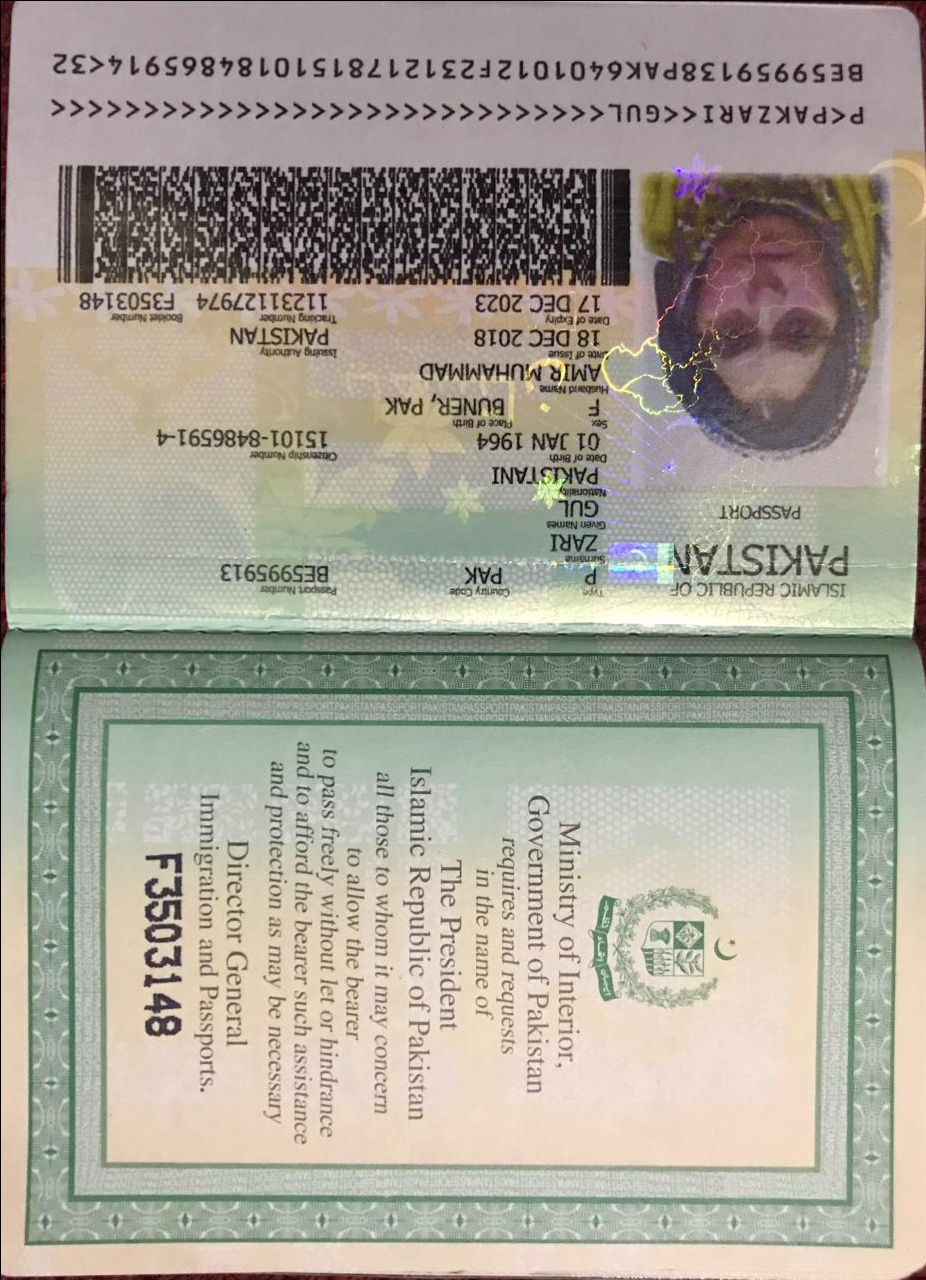 ISLAMIC REPUBLIC OF
PAKISTAN
PASSPORT
Type Country Code Passport Number
P PAK BE5995913
Surname
ZARI
Given Names
GUL
Nationality
PAKISTANI
Date of Birth Citizenship Number
01 JAN 1964 15101-8486591-4
Sex Place of Birth
F BUNER, PAK
Husband Name
AMIR MUHAMMAD
Date of Issue Issuing Authority
18 DEC 2018 PAKISTAN
Date of Expiry Tracking Number Booklet Number
17 DEC 2023 11231127974 F3503148
P<PAKZARI<<GUL<<<<<<<<<<<<<<<<<<<<<<<<<<<<<<
BE59959138PAK6401012F23121781510184865914<32
Ministry of Interior,
Government of Pakistan
requires and requests
in the name of
The President
Islamic Republic of Pakistan
all those to whom it may concern
to allow the bearer
to pass freely without let or hindrance
and to afford the bearer such assistance
and protection as may be necessary
Director General
Immigration and Passports.
F3503148